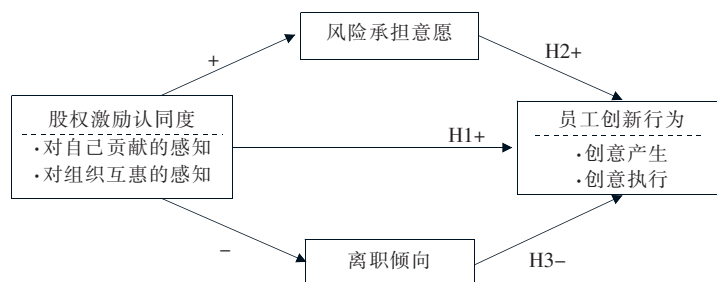 风险承担意愿
+
H2+
股权激励认同度
·对自己贡献的感知
·对组织互惠的感知
H1+
员工创新行为
·创意产生
·创意执行
−
离职倾向
H3−